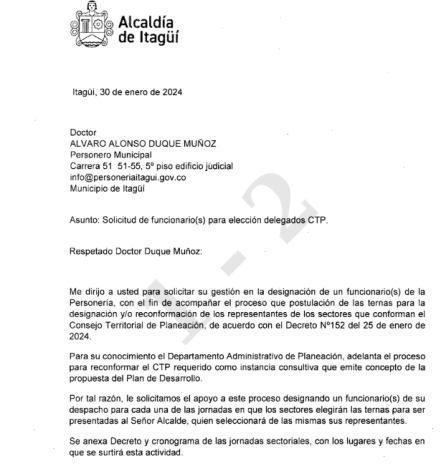 Alcaldía
de Itagüí
Itagüí, 30 de enero de 2024
Doctor
ALVARO ALONSO DUQUE MUÑOZ
Personero Municipal
Carrera 51 51-55, 5º piso edificio judicial
info@personeriaitagui.gov.co
Municipio de Itagüí
Asunto: Solicitud de funcionario(s) para elección delegados CTP.
Respetado Doctor Duque Muñoz:
Me dirijo a usted para solicitar su gestión en la designación de un funcionario(s) de la
Personería, con el fin de acompañar el proceso que postulación de las ternas para la
designación y/o reconformación de los representantes de los sectores que conforman el
Consejo Territorial de Planeación, de acuerdo con el Decreto Nº152 del 25 de enero de
2024.
Para su conocimiento el Departamento Administrativo de Planeación, adelanta el proceso
para reconformar el CTP requerido como instancia consultiva que emite concepto de la
propuesta del Plan de Desarrollo.
Por tal razón, le solicitamos el apoyo a este proceso designando un funcionario(s) de su
despacho para cada una de las jornadas en que los sectores elegirán las ternas para ser
presentadas al Señor Alcalde, quien seleccionará de las mismas sus representantes.
Se anexa Decreto y cronograma de las jornadas sectoriales, con los lugares y fechas en
que se surtirá esta actividad.
1-2